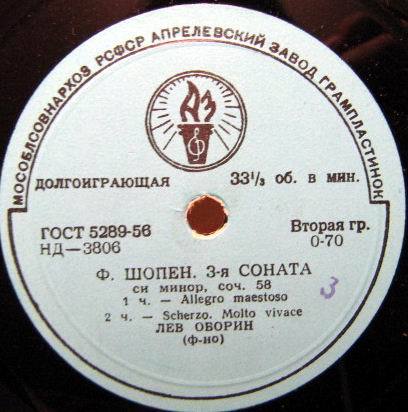 МОСОБЛСОВНАРХОЗ РСФСР АПРЕЛЕВСКИЙ ЗАВОД ГРАМПЛАСТИНОК
АЗ
ДОЛГОИГРАЮЩАЯ 33⅓ об. в мин.
ГОСТ 5289-56 Вторая гр.
НД—3806 0-70
Ф. ШОПЕН. 3-я СОНАТА
си минор, соч. 58
1 ч. — Allegro maestoso
2 ч. — Scherzo. Molto vivace
ЛЕВ ОБОРИН
(ф-но)
3